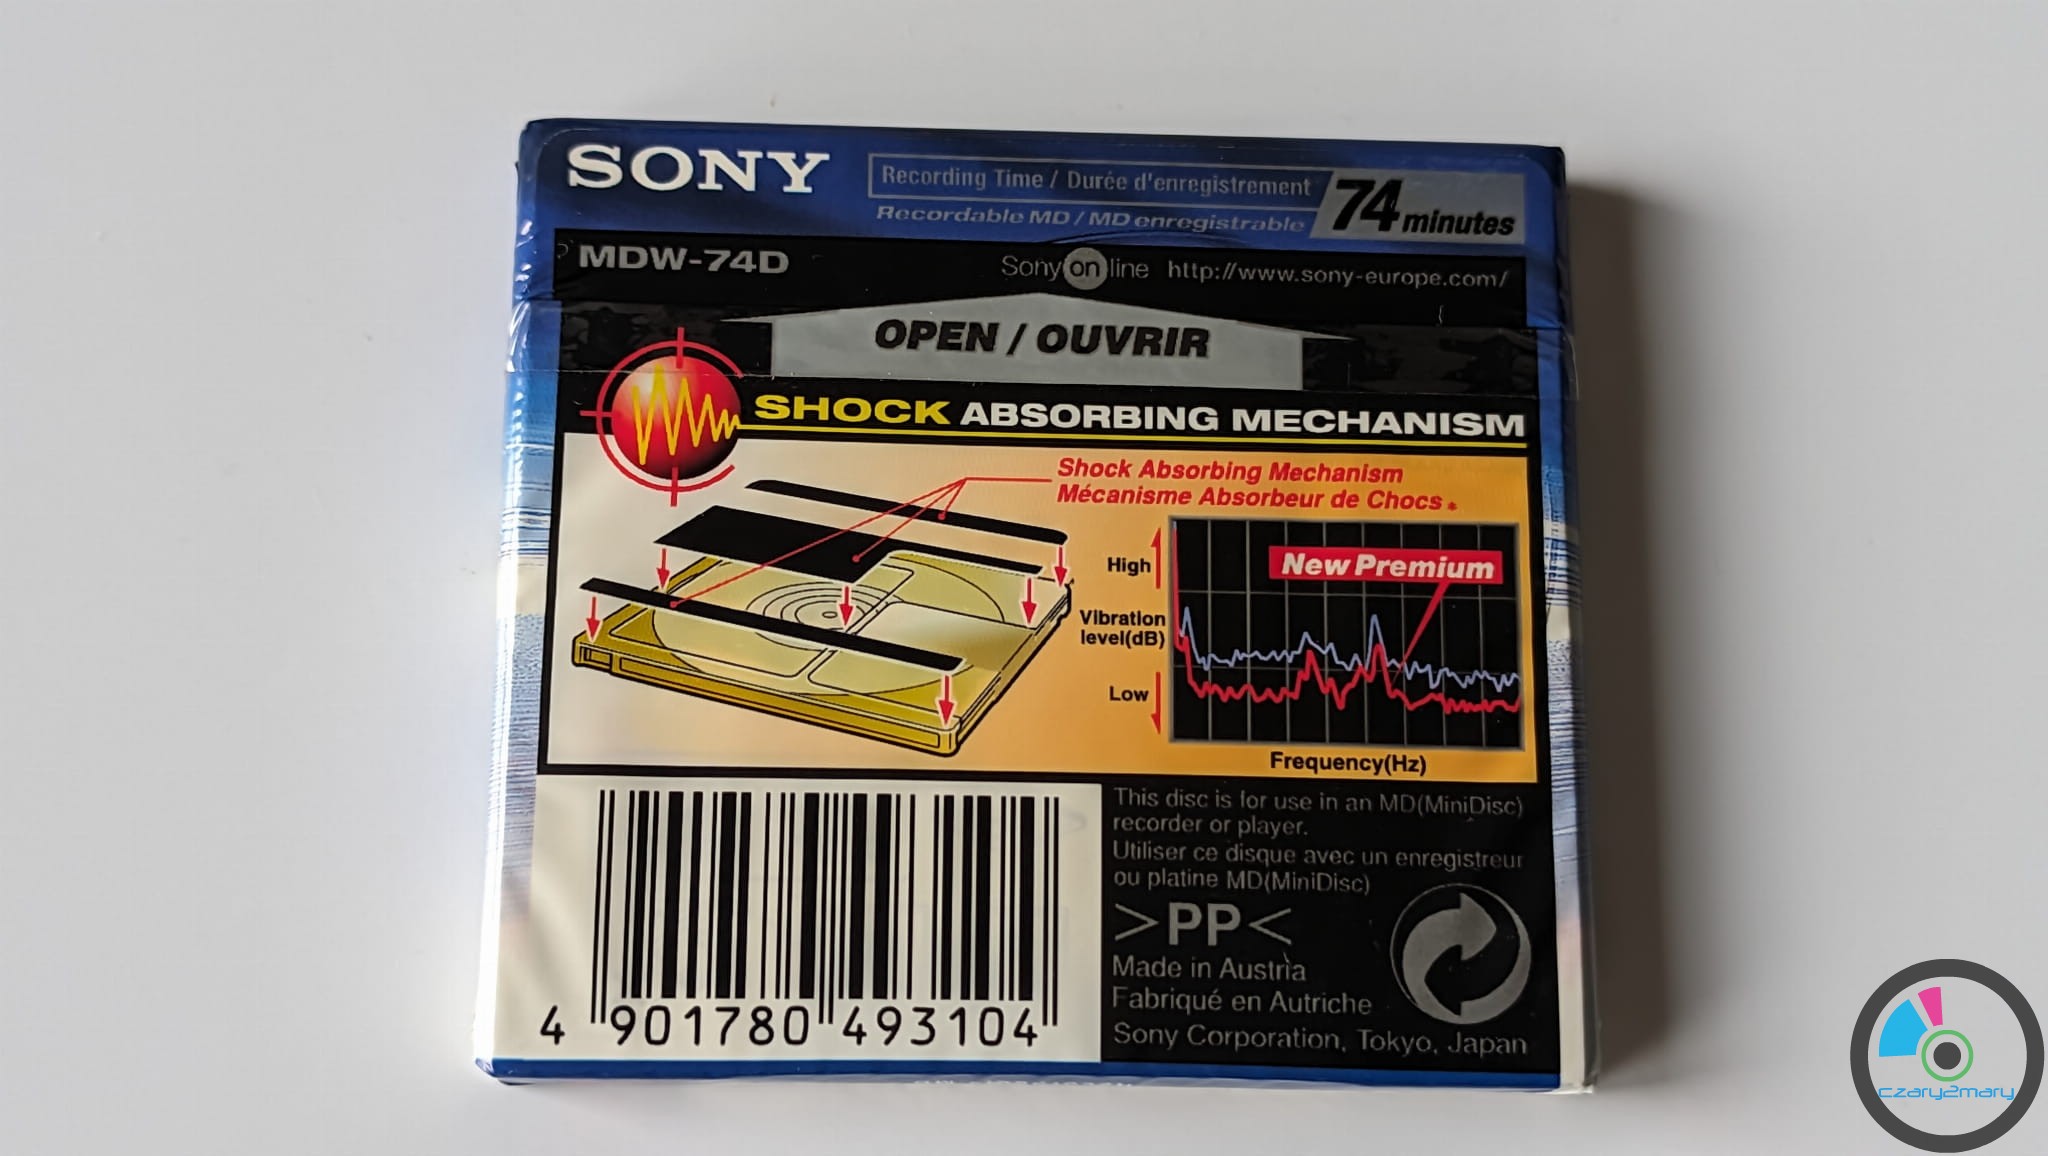 SONY
Recording Time / Durée d'enregistrement
Recordable MD / MD enregistrable
74 minutes
MDW-74D
Sony on line http://www.sony-europe.com/
OPEN / OUVRIR
SHOCK ABSORBING MECHANISM
Shock Absorbing Mechanism
Mécanisme Absorbeur de Chocs *
High
Vibration
level(dB)
Low
New Premium
Frequency(Hz)
This disc is for use in an MD(MiniDisc)
recorder or player.
Utiliser ce disque avec un enregistreur
ou platine MD(MiniDisc)
>PP<
Made in Austria
Fabriqué en Autriche
Sony Corporation, Tokyo, Japan
4 901780 493104
czary2mary